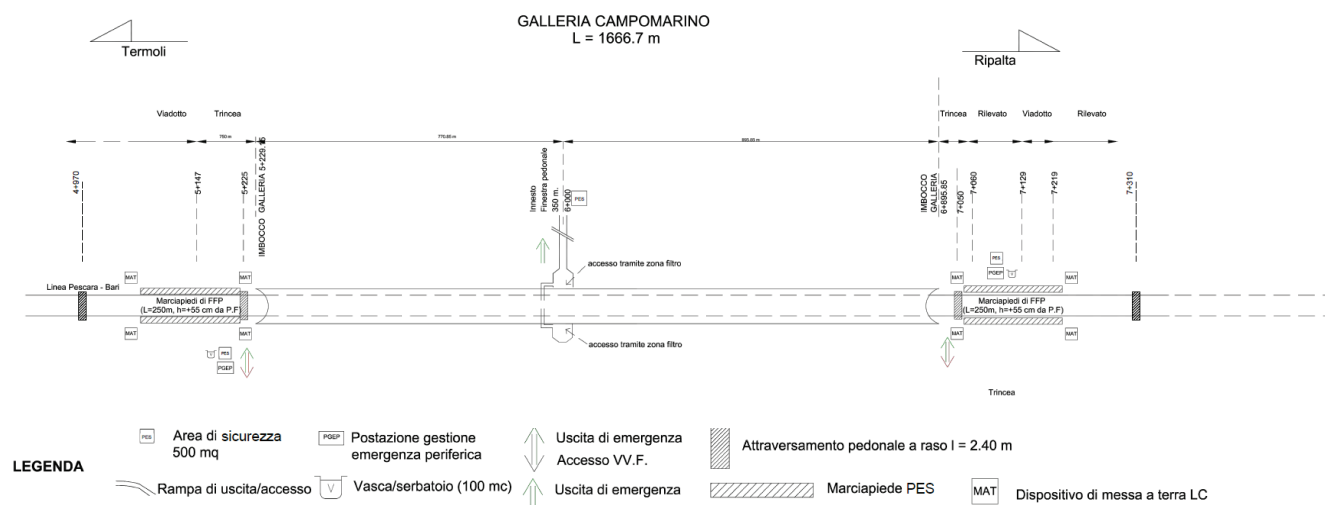 GALLERIA CAMPOMARINO
L = 1666.7 m
Termoli
Ripalta
Viadotto
Trincea
Trincea
Rilevato
Viadotto
Rilevato
760 m
770,80 m
4+970
5+147
5+225
IMBOCCO GALLERIA 5+229.15
Innesto
Finestra pedonale
350 m.
6+000
PES
IMBOCCO
GALLERIA
6+895.85
7+050
7+060
7+129
7+219
7+310
accesso tramite zona filtro
PES
PGEP
V
MAT
MAT
MAT
MAT
Linea Pescara - Bari
Marciapiedi di FFP
(L=250m, h=+55 cm da P.F)
Marciapiedi di FFP
(L=250m, h=+55 cm da P.F)
MAT
MAT
MAT
MAT
accesso tramite zona filtro
V
PES
PGEP
Trincea
LEGENDA
PES
Area di sicurezza
500 mq
PGEP
Postazione gestione
emergenza periferica
Uscita di emergenza
Accesso VV.F.
Attraversamento pedonale a raso l = 2.40 m
Rampa di uscita/accesso
V
Vasca/serbatoio (100 mc)
Uscita di emergenza
Marciapiede PES
MAT
Dispositivo di messa a terra LC